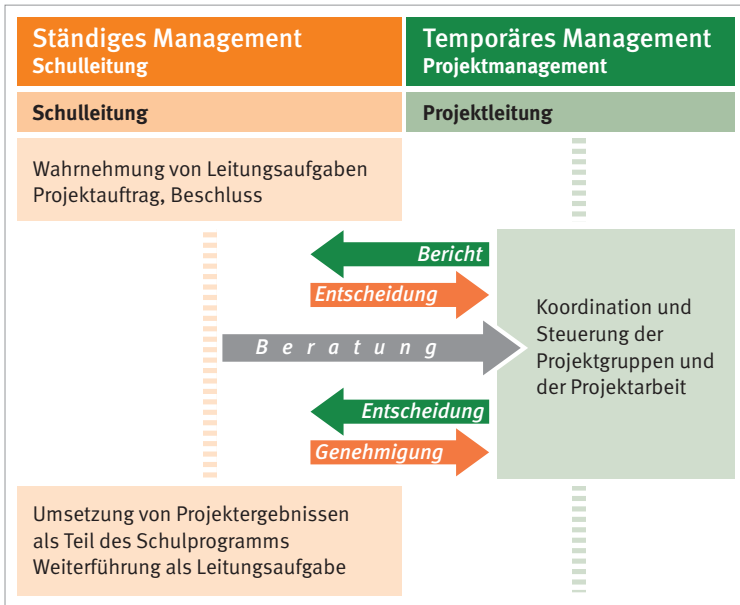 Ständiges Management
Schulleitung
Temporäres Management
Projektmanagement
Schulleitung
Projektleitung
Wahrnehmung von Leitungsaufgaben
Projektauftrag, Beschluss
Bericht
Entscheidung
Beratung
Entscheidung
Genehmigung
Koordination und
Steuerung der
Projektgruppen und
der Projektarbeit
Umsetzung von Projektergebnissen
als Teil des Schulprogramms
Weiterführung als Leitungsaufgabe